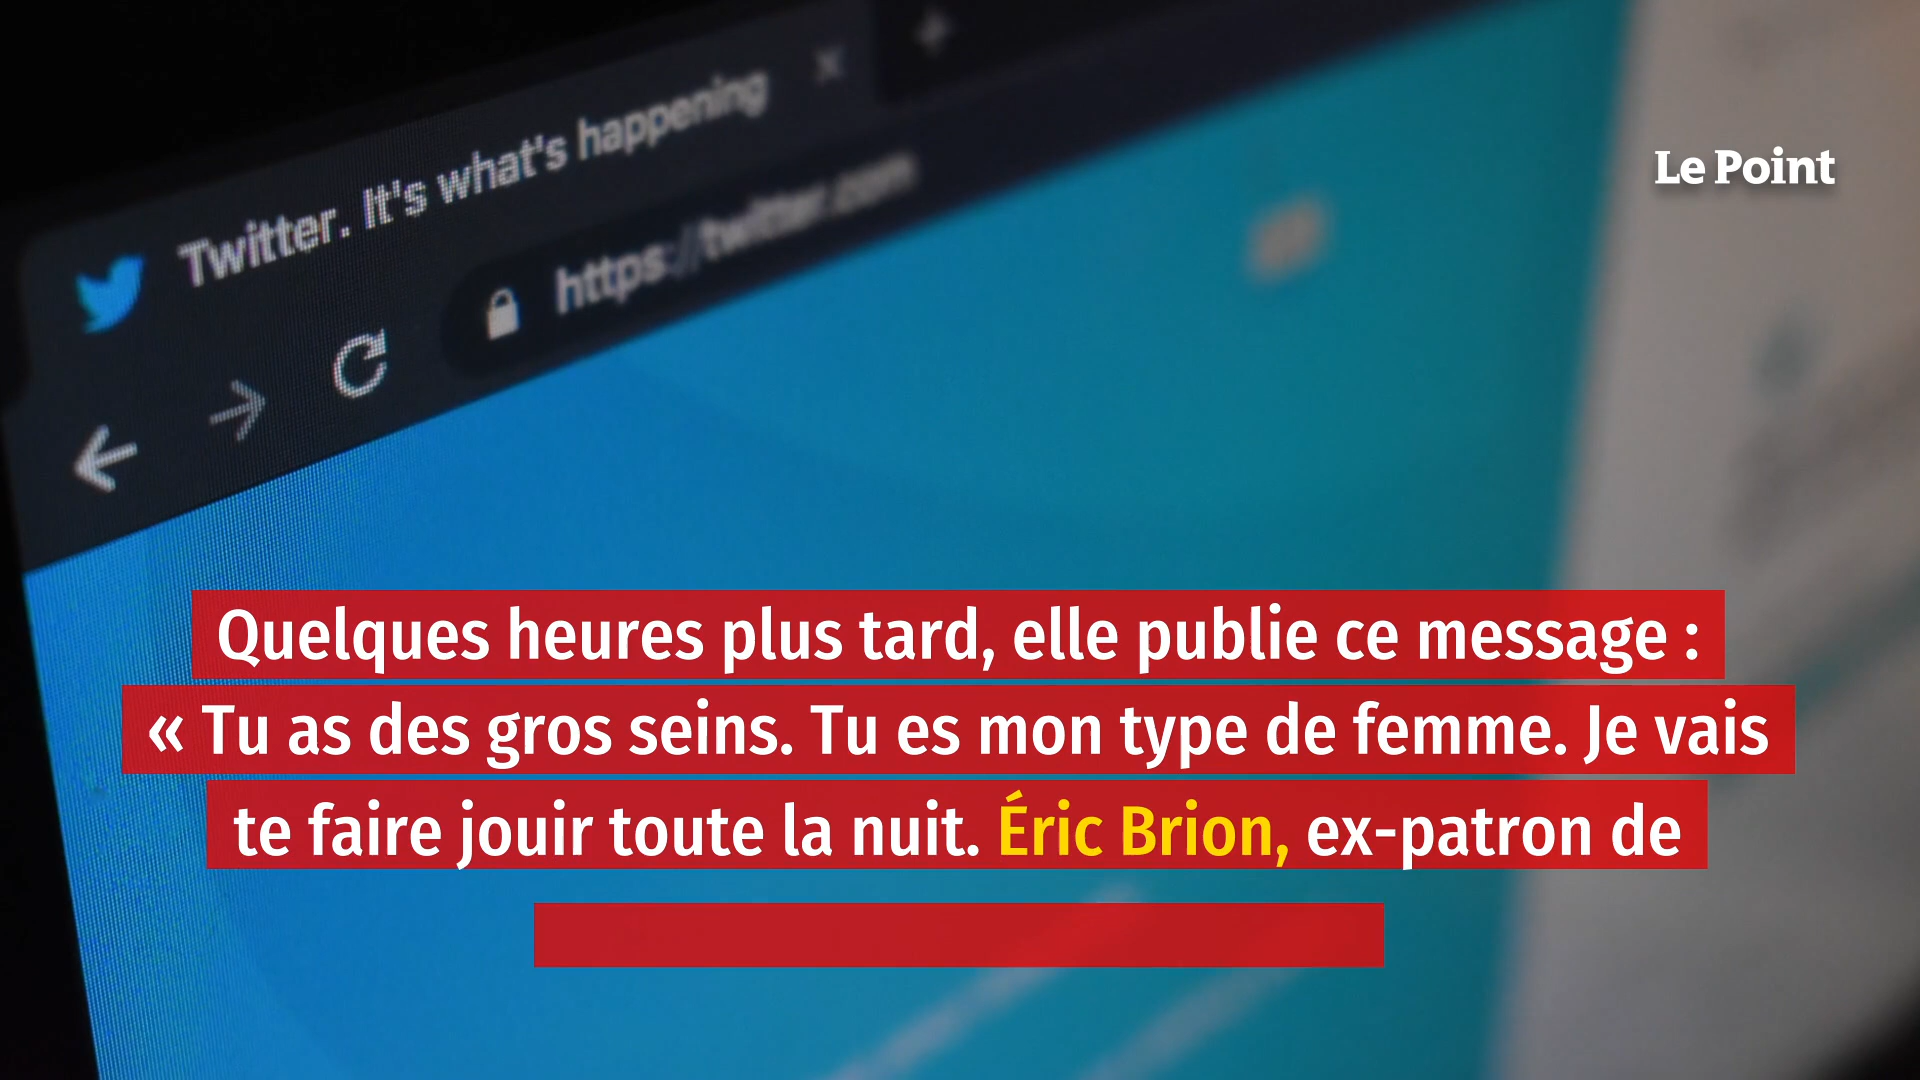 Twitter. It's what's happening
https://twitter.com
Le Point
Quelques heures plus tard, elle publie ce message :
« Tu as des gros seins. Tu es mon type de femme. Je vais
te faire jouir toute la nuit. Éric Brion, ex-patron de